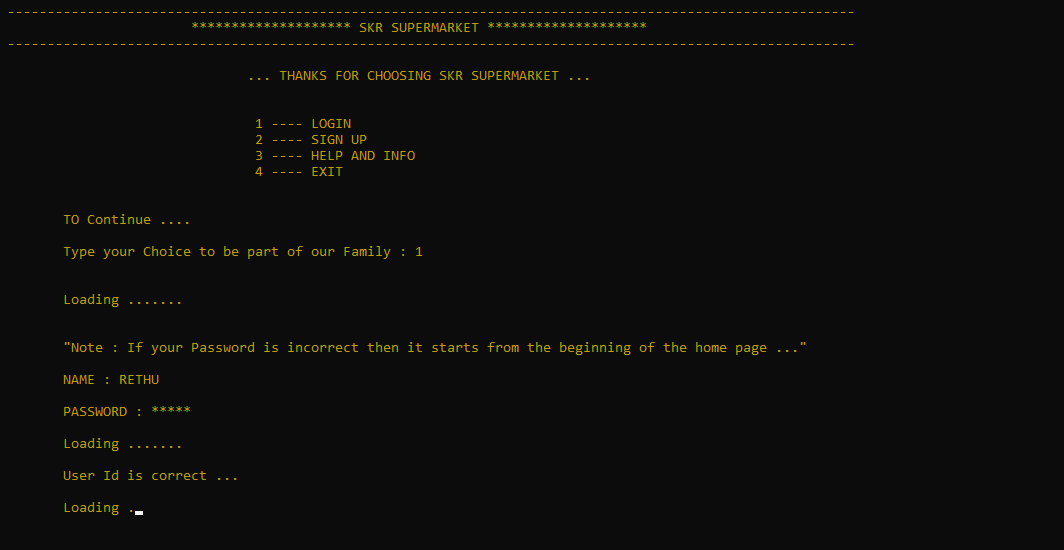 ----------------------------------------------------------------------------------------------------------
******************** SKR SUPERMARKET ********************
----------------------------------------------------------------------------------------------------------
... THANKS FOR CHOOSING SKR SUPERMARKET ...
1 ---- LOGIN
2 ---- SIGN UP
3 ---- HELP AND INFO
4 ---- EXIT
TO Continue ....
Type your Choice to be part of our Family : 1
Loading .......
"Note : If your Password is incorrect then it starts from the beginning of the home page ..."
NAME : RETHU
PASSWORD : *****
Loading .......
User Id is correct ...
Loading .